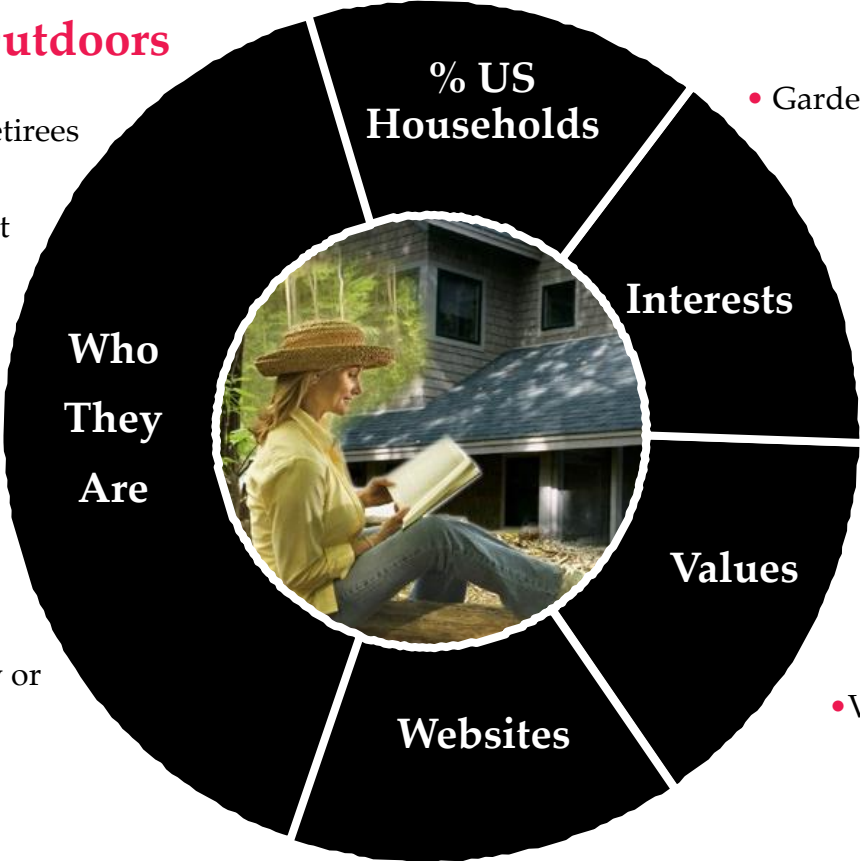 utdoors
etirees
t
or
% US
Households
• Garde
Interests
Who
They
Are
Values
• V
Websites